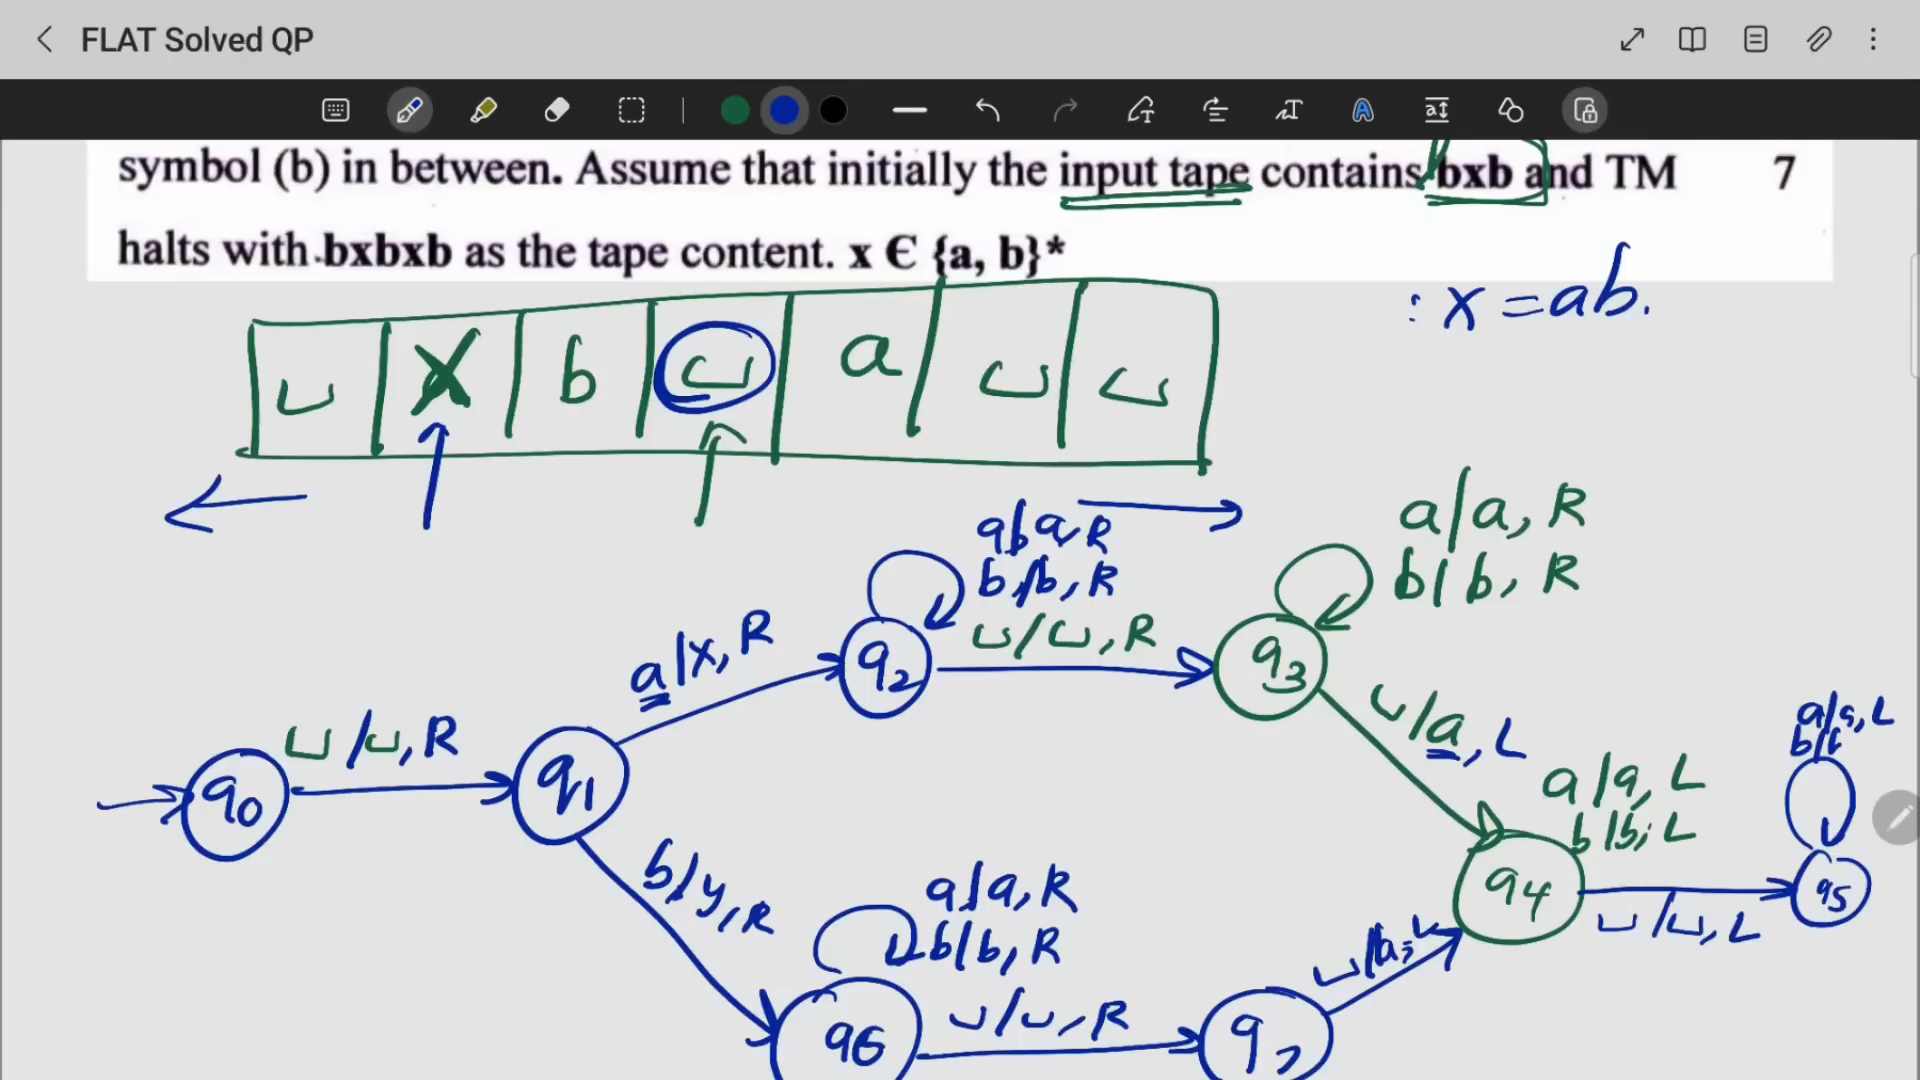 FLAT Solved QP
symbol (b) in between. Assume that initially the input tape contains bxb and TM 7
halts with bxbxb as the tape content. x Є {a, b}*
: x = ab.
⊔ X b ⊔ a ⊔ ⊔
a/a, R
b/b, R
⊔/⊔, R
a/a, R
b/b, R
a/x, R
q2
q3
⊔/⊔, R
⊔/a, L
a/a, L
q0
q1
a/a, L
b/b, L
b/y, R
a/a, R
b/b, R
q4
q5
⊔/⊔, L
q6
⊔/⊔, R